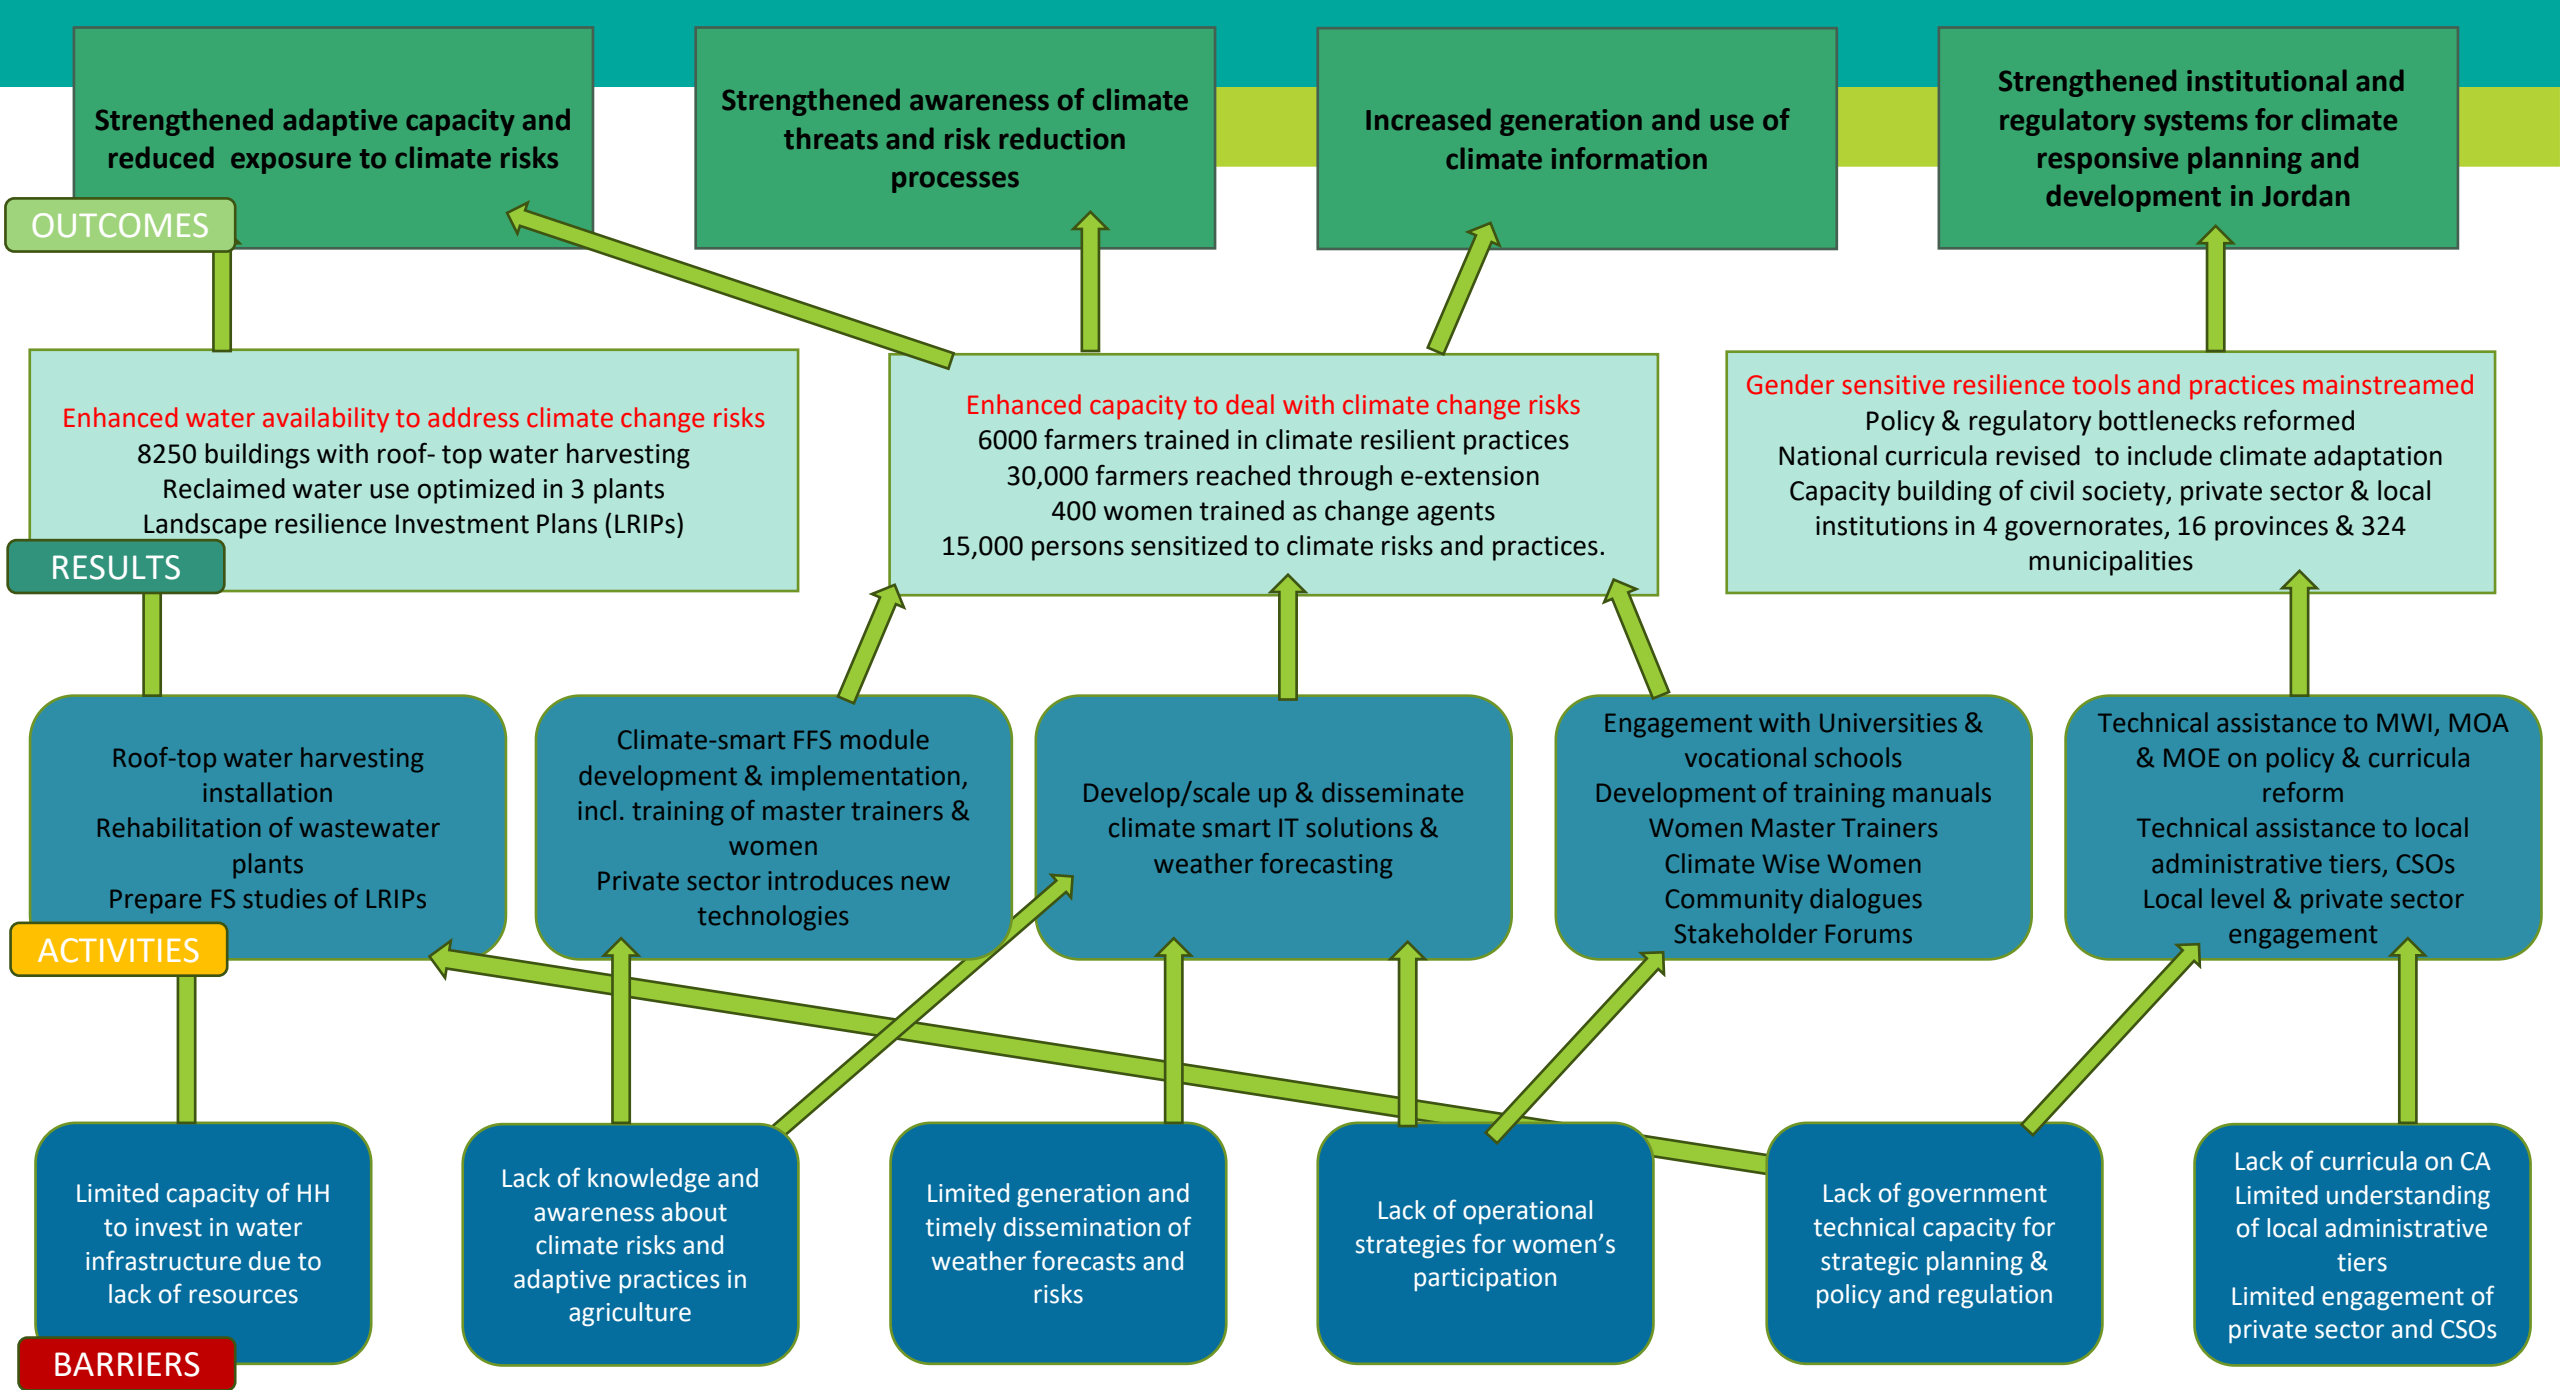 Strengthened adaptive capacity and
reduced exposure to climate risks
Strengthened awareness of climate
threats and risk reduction
processes
Increased generation and use of
climate information
Strengthened institutional and
regulatory systems for climate
responsive planning and
development in Jordan
OUTCOMES
Enhanced water availability to address climate change risks
8250 buildings with roof- top water harvesting
Reclaimed water use optimized in 3 plants
Landscape resilience Investment Plans (LRIPs)
Enhanced capacity to deal with climate change risks
6000 farmers trained in climate resilient practices
30,000 farmers reached through e-extension
400 women trained as change agents
15,000 persons sensitized to climate risks and practices.
Gender sensitive resilience tools and practices mainstreamed
Policy & regulatory bottlenecks reformed
National curricula revised to include climate adaptation
Capacity building of civil society, private sector & local
institutions in 4 governorates, 16 provinces & 324
municipalities
RESULTS
Roof-top water harvesting
installation
Rehabilitation of wastewater
plants
Prepare FS studies of LRIPs
Climate-smart FFS module
development & implementation,
incl. training of master trainers &
women
Private sector introduces new
technologies
Develop/scale up & disseminate
climate smart IT solutions &
weather forecasting
Engagement with Universities &
vocational schools
Development of training manuals
Women Master Trainers
Climate Wise Women
Community dialogues
Stakeholder Forums
Technical assistance to MWI, MOA
& MOE on policy & curricula
reform
Technical assistance to local
administrative tiers, CSOs
Local level & private sector
engagement
ACTIVITIES
Limited capacity of HH
to invest in water
infrastructure due to
lack of resources
Lack of knowledge and
awareness about
climate risks and
adaptive practices in
agriculture
Limited generation and
timely dissemination of
weather forecasts and
risks
Lack of operational
strategies for women's
participation
Lack of government
technical capacity for
strategic planning &
policy and regulation
Lack of curricula on CA
Limited understanding
of local administrative
tiers
Limited engagement of
private sector and CSOs
BARRIERS